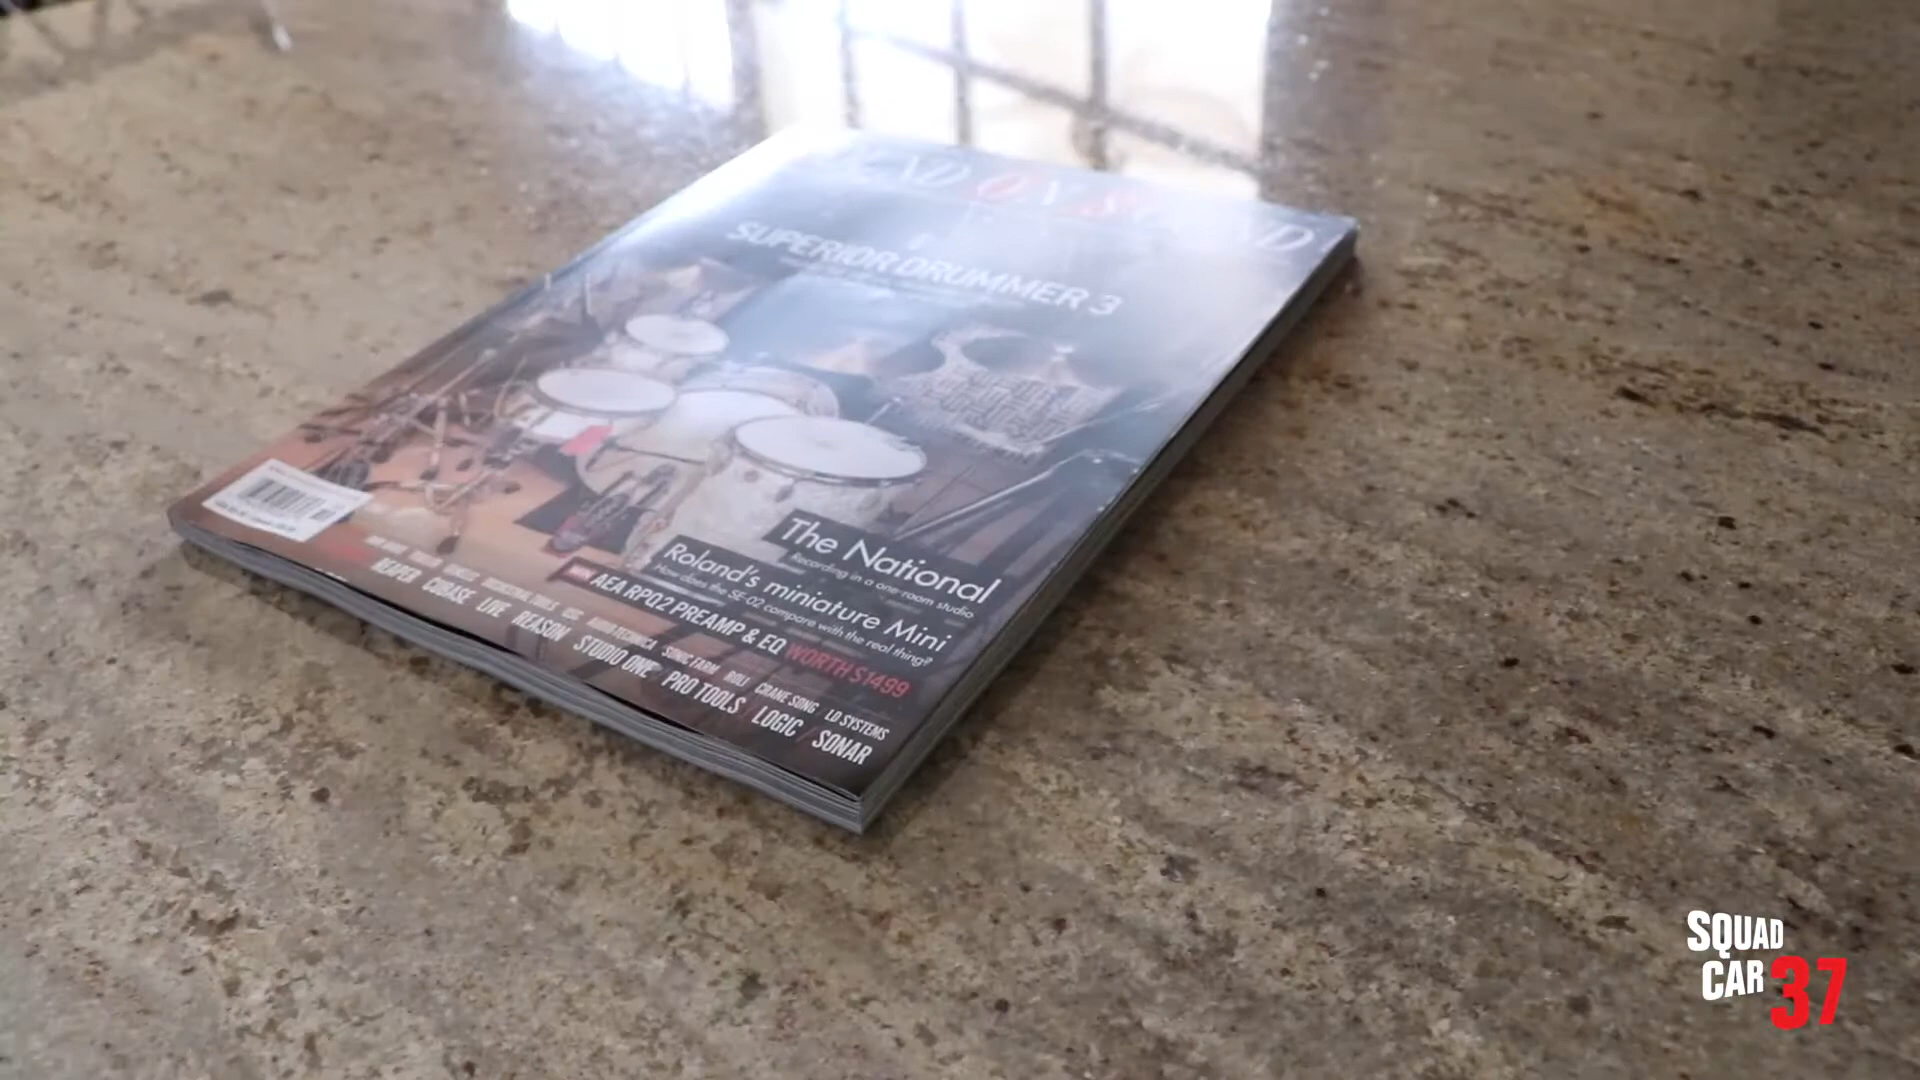 SUPERIOR DRUMMER 3
The National
Recording in a one-room studio
Roland's miniature Mini
How does the SE-02 compare with the real thing?
AEA RPQ2 PREAMP & EQ WORTH $1499
AUDIO TECHNICA SONIC FARM ROLI CRANE SONG LD SYSTEMS
REAPER CUBASE LIVE REASON STUDIO ONE PRO TOOLS LOGIC SONAR
SQUAD
CAR 37